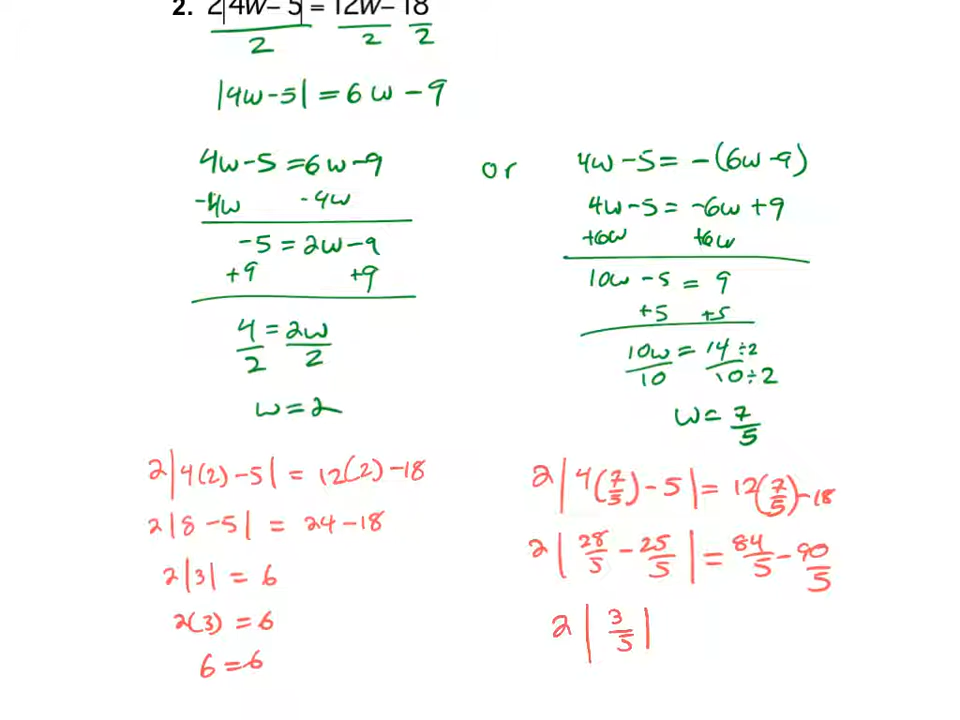 2. 2|4w-5| = 12w-18
2 2 2
|4w-5| = 6w-9
4w-5 = 6w-9 or 4w-5 = -(6w-9)
-4w -4w
4w-5 = -6w+9
+6w +6w
-5 = 2w-9
+9 +9
10w-5 = 9
+5 +5
4/2 = 2w/2
10w/10 = 14÷2/10÷2
w = 2
w = 7/5
2|4(2)-5| = 12(2)-18
2|8-5| = 24-18
2|3| = 6
2(3) = 6
6 = 6
2|4(7/5)-5| = 12(7/5)-18
2|28/5-25/5| = 84/5-90/5
2|3/5|